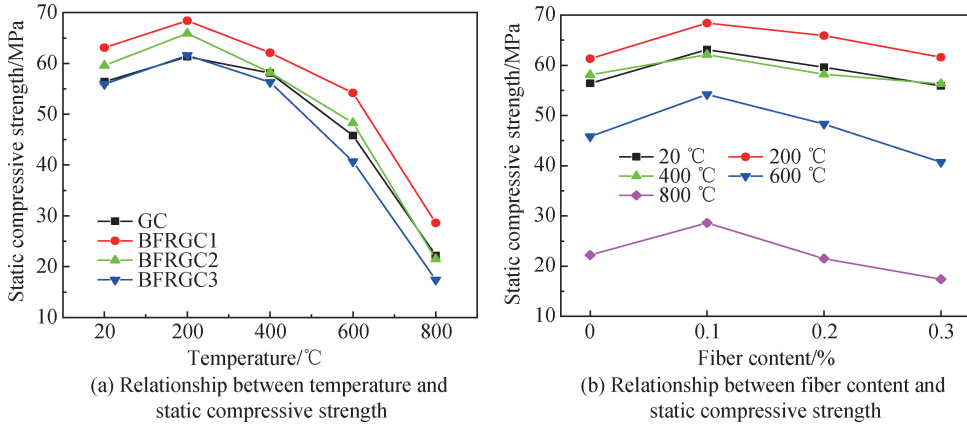 70
60
50
40
30
20
10
Static compressive strength/MPa
GC
BFRGC1
BFRGC2
BFRGC3
20 200 400 600 800
Temperature/℃
(a) Relationship between temperature and
static compressive strength
70
60
50
40
30
20
10
Static compressive strength/MPa
20 ℃ 200 ℃
400 ℃ 600 ℃
800 ℃
0 0.1 0.2 0.3
Fiber content/%
(b) Relationship between fiber content and
static compressive strength